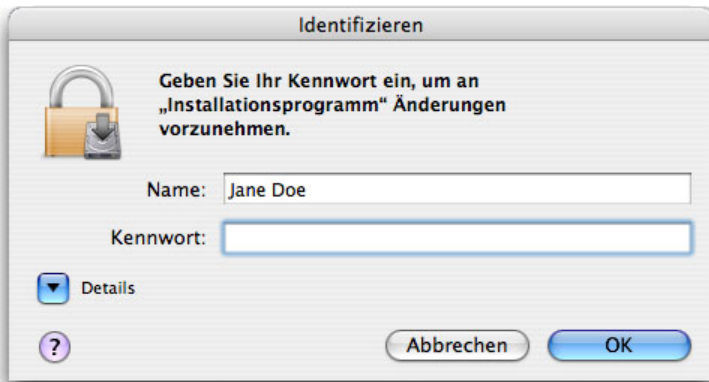 Identifizieren
Geben Sie Ihr Kennwort ein, um an
„Installationsprogramm“ Änderungen
vorzunehmen.
Name: Jane Doe
Kennwort:
Details
? Abbrechen OK